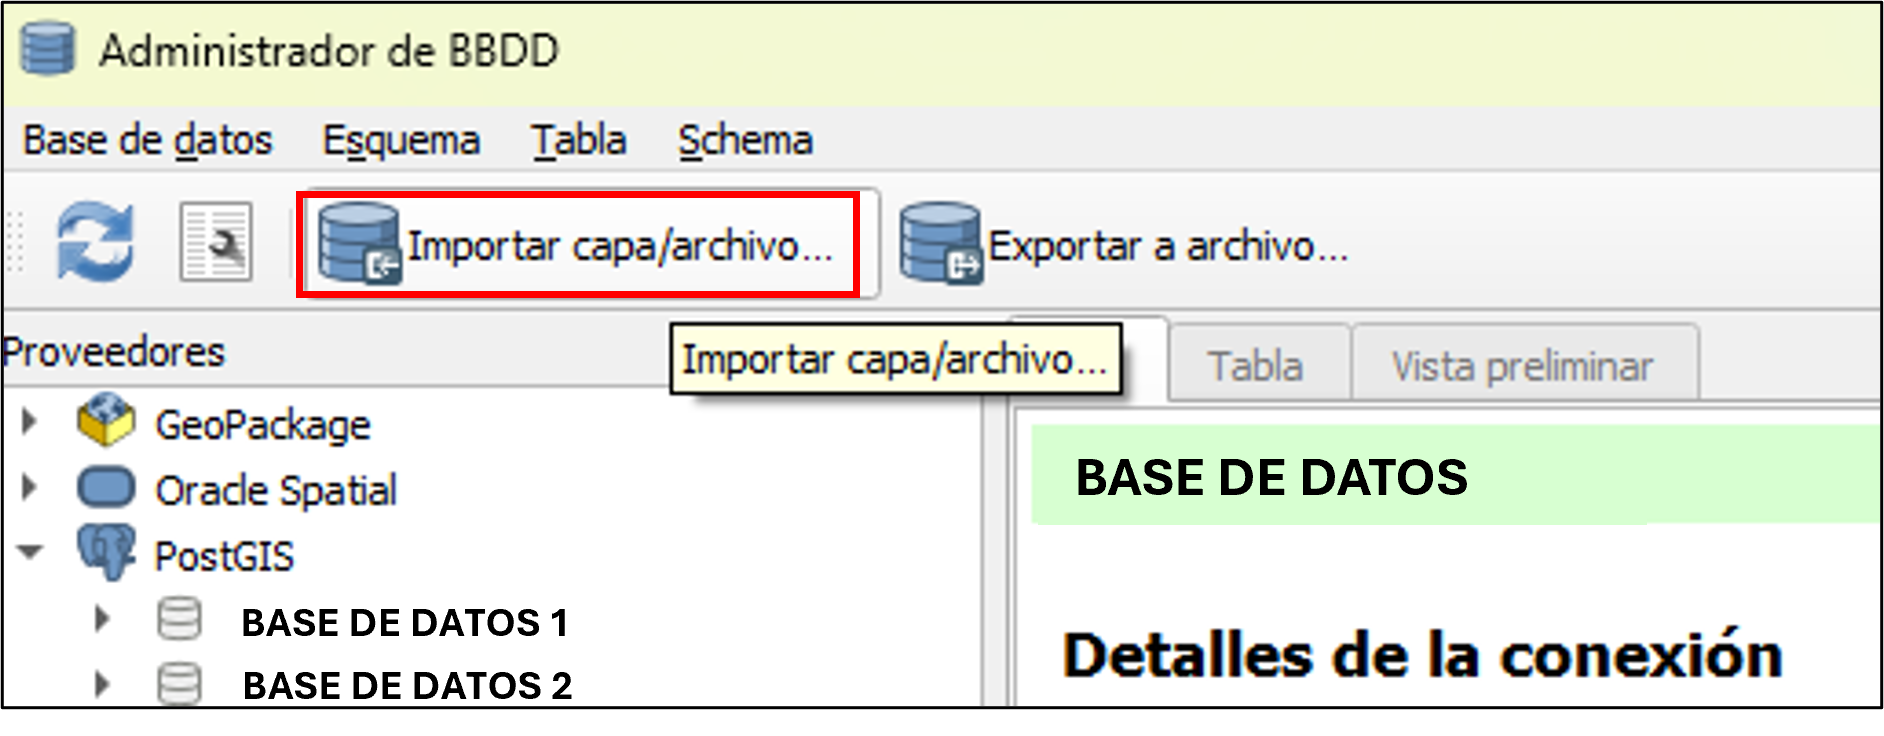 Administrador de BBDD
Base de datos Esquema Tabla Schema
Importar capa/archivo... Exportar a archivo...
Proveedores
Importar capa/archivo...
Tabla Vista preliminar
GeoPackage
Oracle Spatial
PostGIS
BASE DE DATOS 1
BASE DE DATOS 2
BASE DE DATOS
Detalles de la conexión